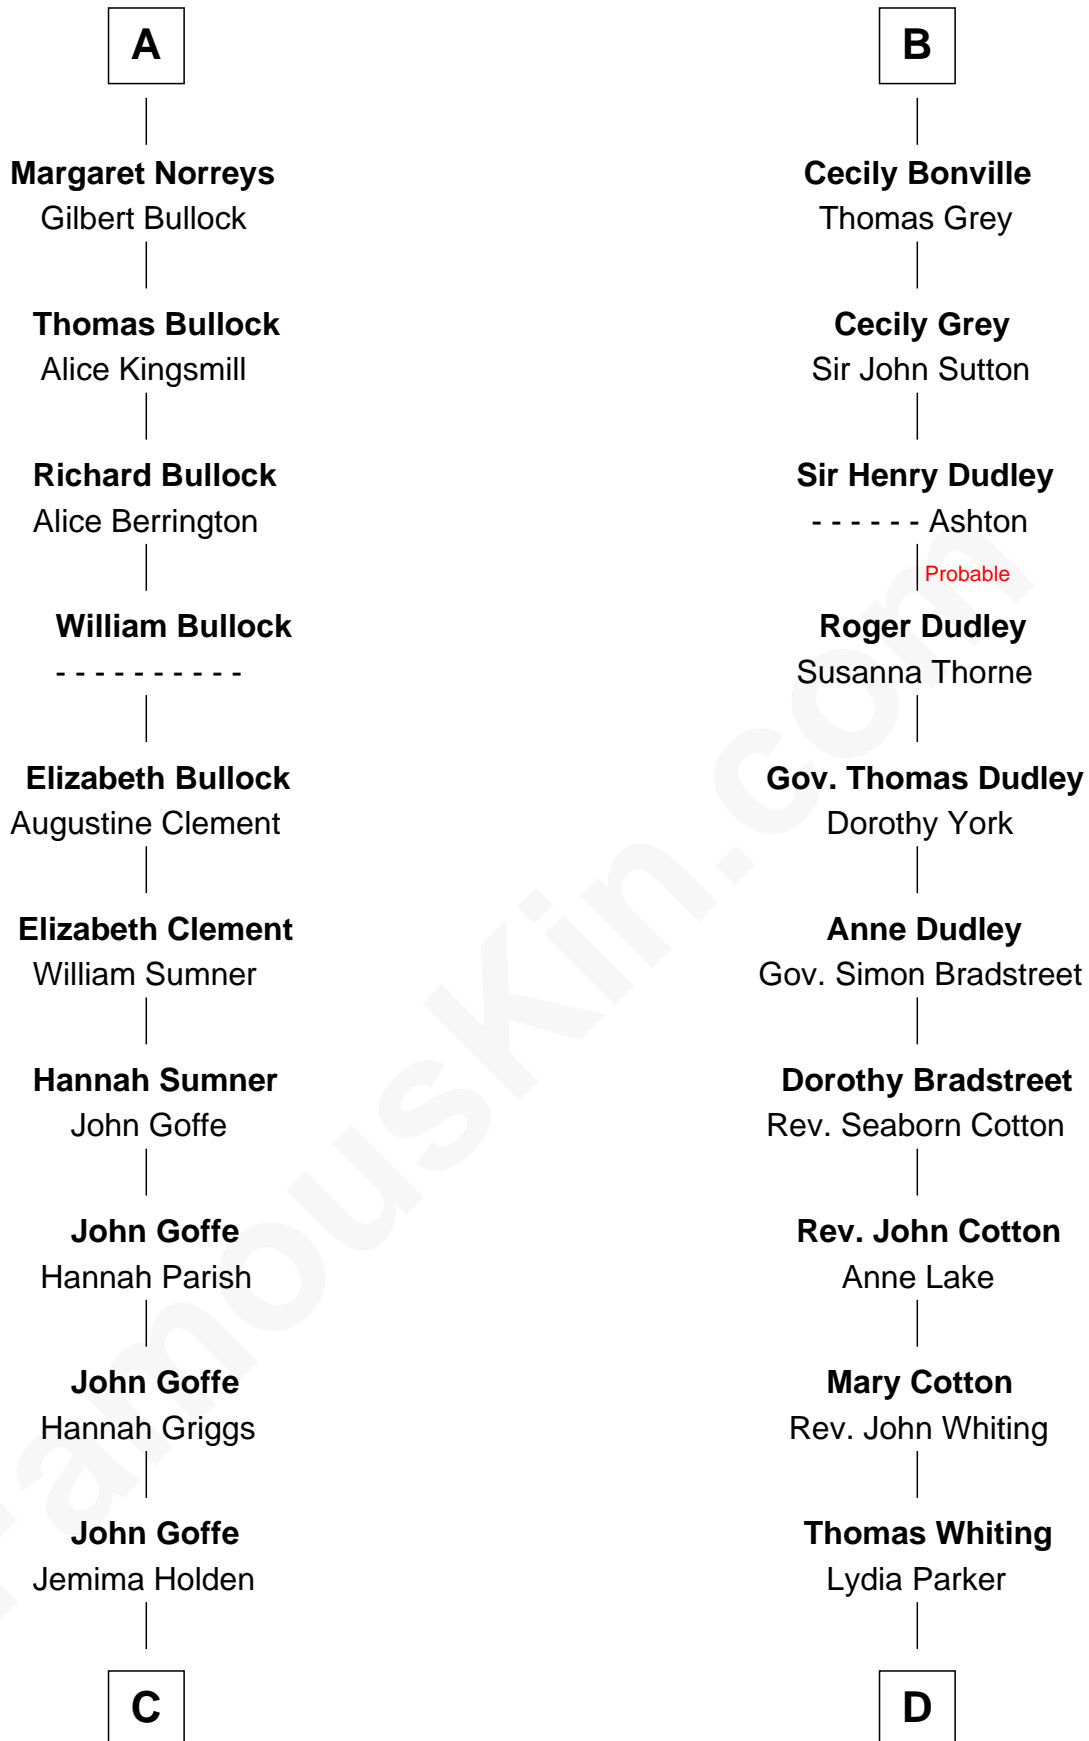 A
Margaret Norreys
Gilbert Bullock
Thomas Bullock
Alice Kingsmill
Richard Bullock
Alice Berrington
William Bullock
- - - - - - - - - -
Elizabeth Bullock
Augustine Clement
Elizabeth Clement
William Sumner
Hannah Sumner
John Goffe
John Goffe
Hannah Parish
John Goffe
Hannah Griggs
John Goffe
Jemima Holden
C
B
Cecily Bonville
Thomas Grey
Cecily Grey
Sir John Sutton
Sir Henry Dudley
- - - - - - Ashton
Probable
Roger Dudley
Susanna Thorne
Gov. Thomas Dudley
Dorothy York
Anne Dudley
Gov. Simon Bradstreet
Dorothy Bradstreet
Rev. Seaborn Cotton
Rev. John Cotton
Anne Lake
Mary Cotton
Rev. John Whiting
Thomas Whiting
Lydia Parker
D
FamousKin.com